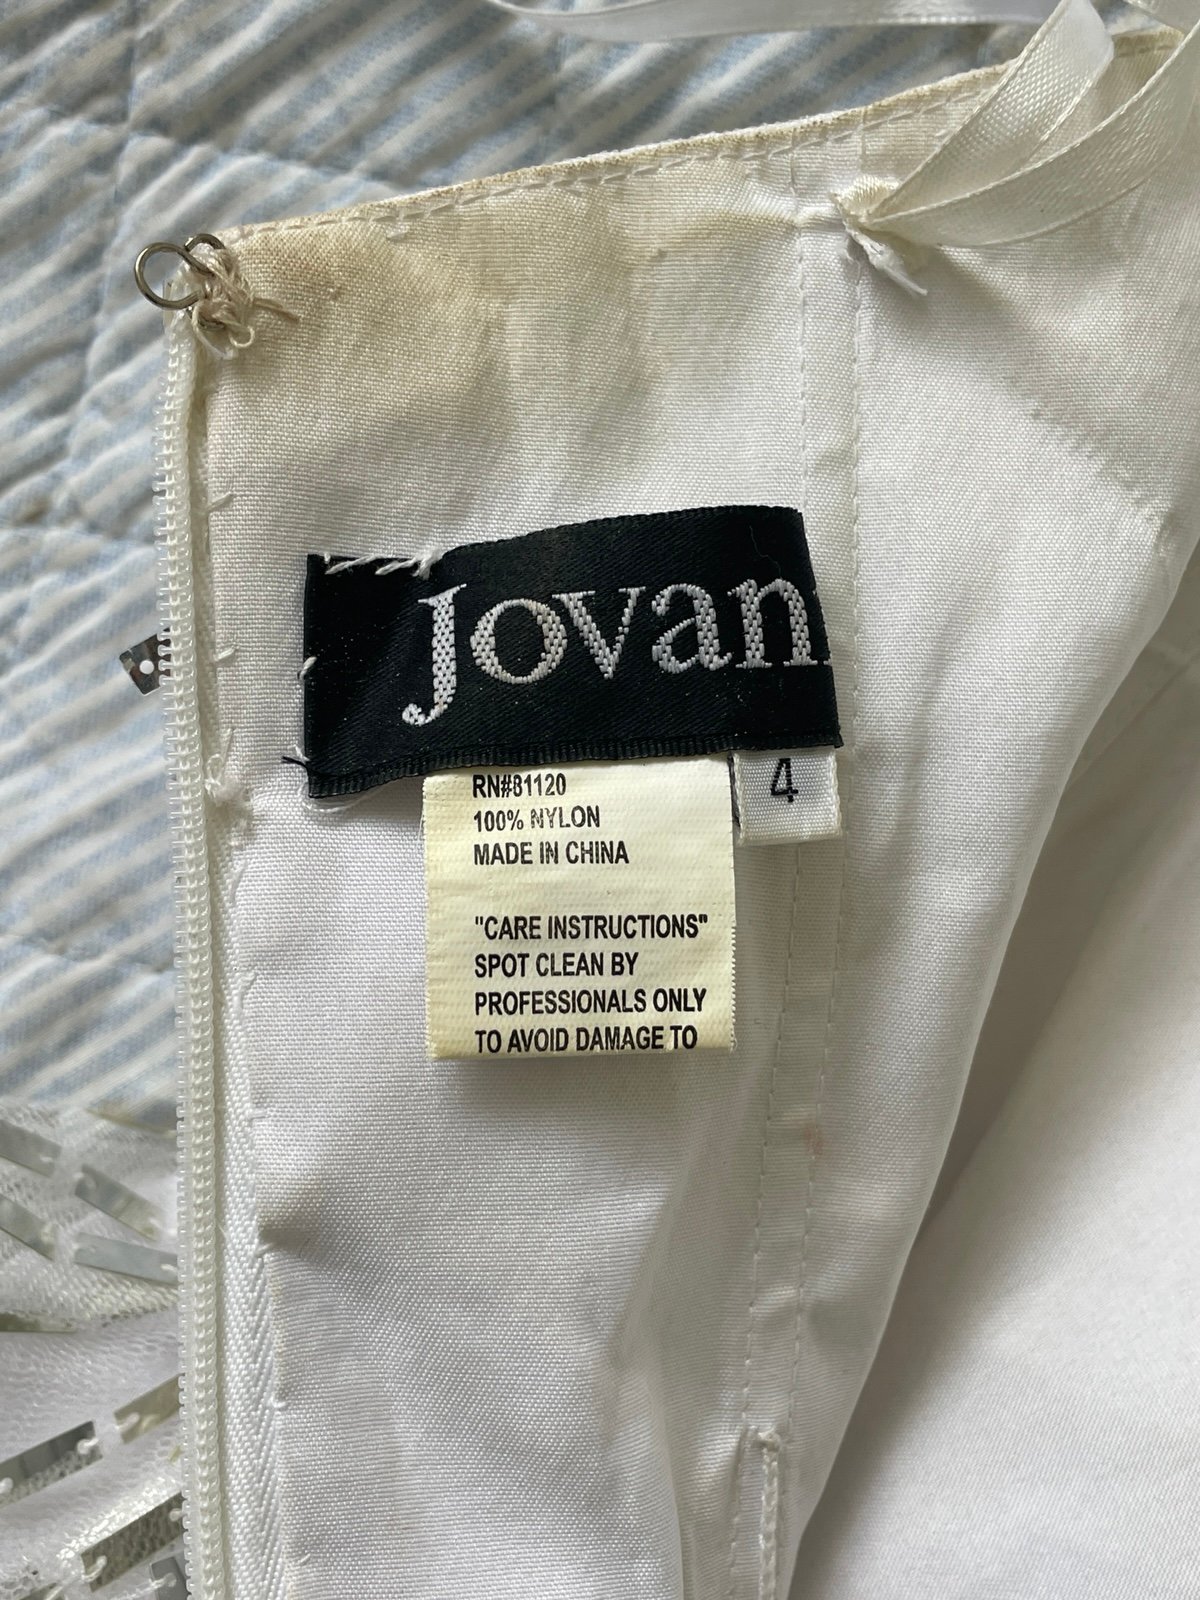 Jovan
RN#81120
100% NYLON
MADE IN CHINA
4
"CARE INSTRUCTIONS"
SPOT CLEAN BY
PROFESSIONALS ONLY
TO AVOID DAMAGE TO